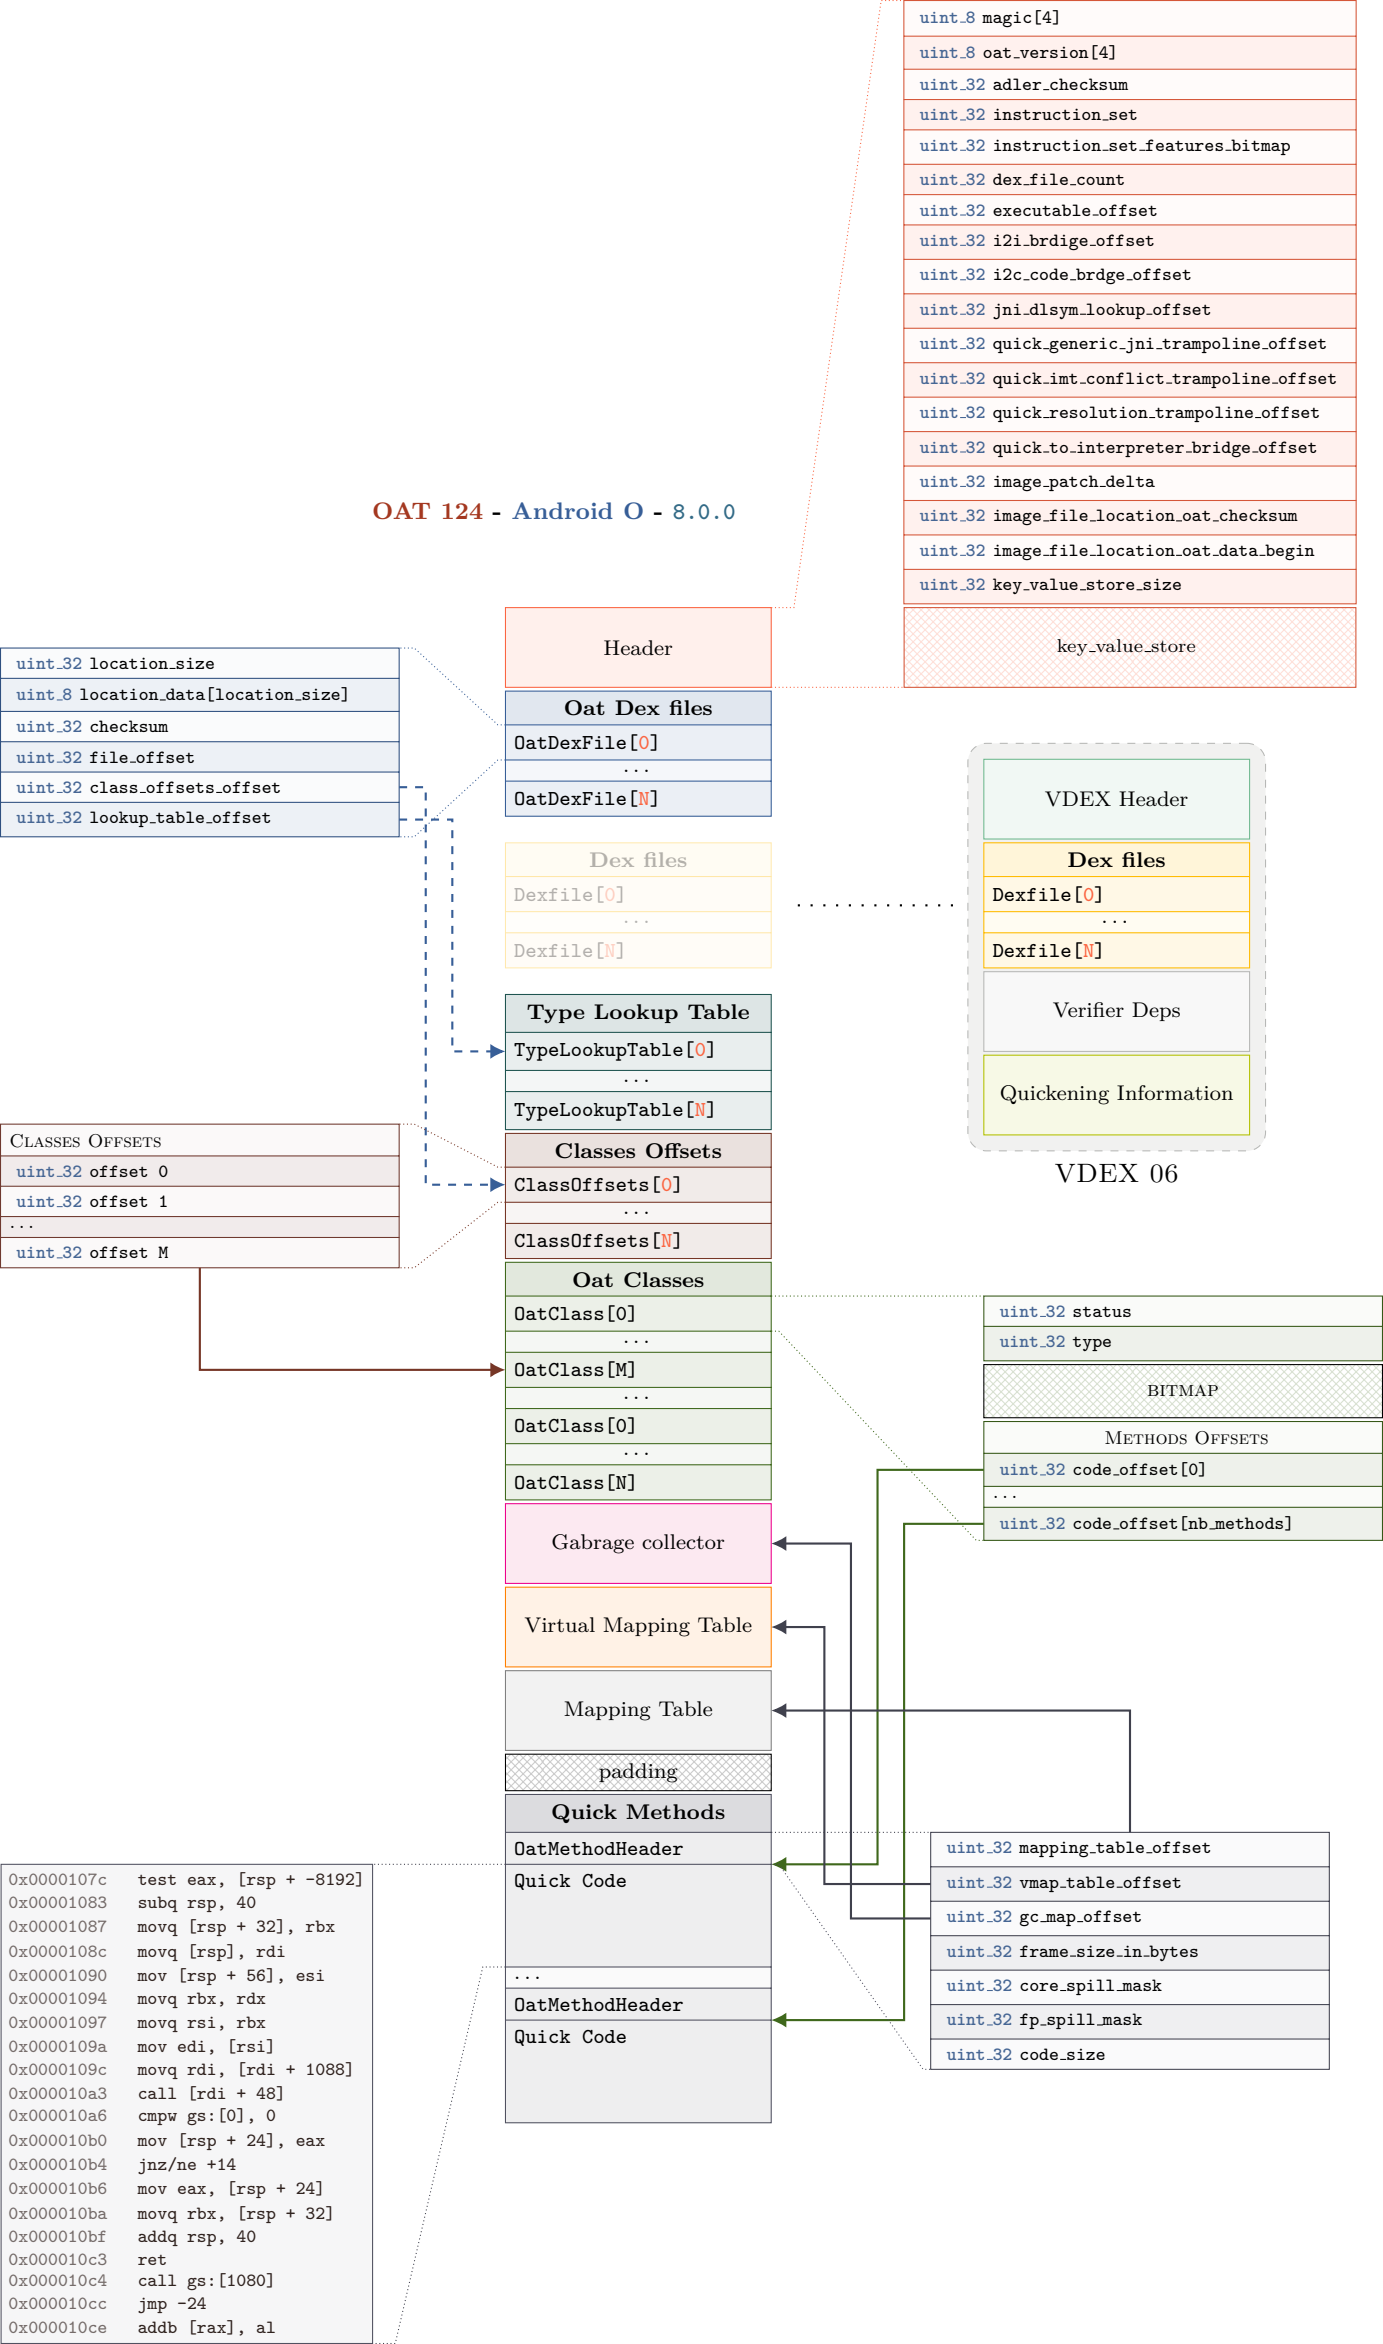 uint_8 magic[4]
uint_8 oat_version[4]
uint_32 adler_checksum
uint_32 instruction_set
uint_32 instruction_set_features_bitmap
uint_32 dex_file_count
uint_32 executable_offset
uint_32 i2i_brdige_offset
uint_32 i2c_code_brdge_offset
uint_32 jni_dlsym_lookup_offset
uint_32 quick_generic_jni_trampoline_offset
uint_32 quick_imt_conflict_trampoline_offset
uint_32 quick_resolution_trampoline_offset
uint_32 quick_to_interpreter_bridge_offset
uint_32 image_patch_delta
uint_32 image_file_location_oat_checksum
uint_32 image_file_location_oat_data_begin
uint_32 key_value_store_size
key_value_store
OAT 124 - Android O - 8.0.0
Header
Oat Dex files
OatDexFile[0]
...
OatDexFile[N]
uint_32 location_size
uint_8 location_data[location_size]
uint_32 checksum
uint_32 file_offset
uint_32 class_offsets_offset
uint_32 lookup_table_offset
Dex files
Dexfile[0]
...
Dexfile[N]
. . . . . . . . . . . . .
VDEX Header
Dex files
Dexfile[0]
...
Dexfile[N]
Verifier Deps
Quickening Information
VDEX 06
Type Lookup Table
TypeLookupTable[0]
...
TypeLookupTable[N]
Classes Offsets
uint_32 offset 0
uint_32 offset 1
...
uint_32 offset M
Classes Offsets
ClassOffsets[0]
...
ClassOffsets[N]
Oat Classes
OatClass[0]
...
OatClass[M]
...
OatClass[0]
...
OatClass[N]
uint_32 status
uint_32 type
BITMAP
Methods Offsets
uint_32 code_offset[0]
...
uint_32 code_offset[nb_methods]
Gabrage collector
Virtual Mapping Table
Mapping Table
padding
Quick Methods
OatMethodHeader
Quick Code
...
OatMethodHeader
Quick Code
uint_32 mapping_table_offset
uint_32 vmap_table_offset
uint_32 gc_map_offset
uint_32 frame_size_in_bytes
uint_32 core_spill_mask
uint_32 fp_spill_mask
uint_32 code_size
0x0000107c test eax, [rsp + -8192]
0x00001083 subq rsp, 40
0x00001087 movq [rsp + 32], rbx
0x0000108c movq [rsp], rdi
0x00001090 mov [rsp + 56], esi
0x00001094 movq rbx, rdx
0x00001097 movq rsi, rbx
0x0000109a mov edi, [rsi]
0x0000109c movq rdi, [rdi + 1088]
0x000010a3 call [rdi + 48]
0x000010a6 cmpw gs:[0], 0
0x000010b0 mov [rsp + 24], eax
0x000010b4 jnz/ne +14
0x000010b6 mov eax, [rsp + 24]
0x000010ba movq rbx, [rsp + 32]
0x000010bf addq rsp, 40
0x000010c3 ret
0x000010c4 call gs:[1080]
0x000010cc jmp -24
0x000010ce addb [rax], al